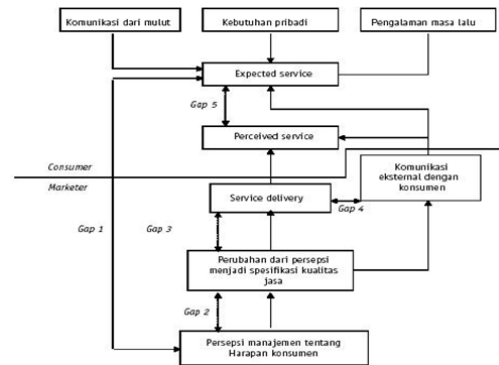 Komunikasi dari mulut
Kebutuhan pribadi
Pengalaman masa lalu
Expected service
Gap 5
Perceived service
Consumer
Marketer
Komunikasi
eksternal dengan
konsumen
Service delivery
Gap 4
Gap 1
Gap 3
Perubahan dari persepsi
menjadi spesifikasi kualitas
jasa
Gap 2
Persepsi manajemen tentang
Harapan konsumen